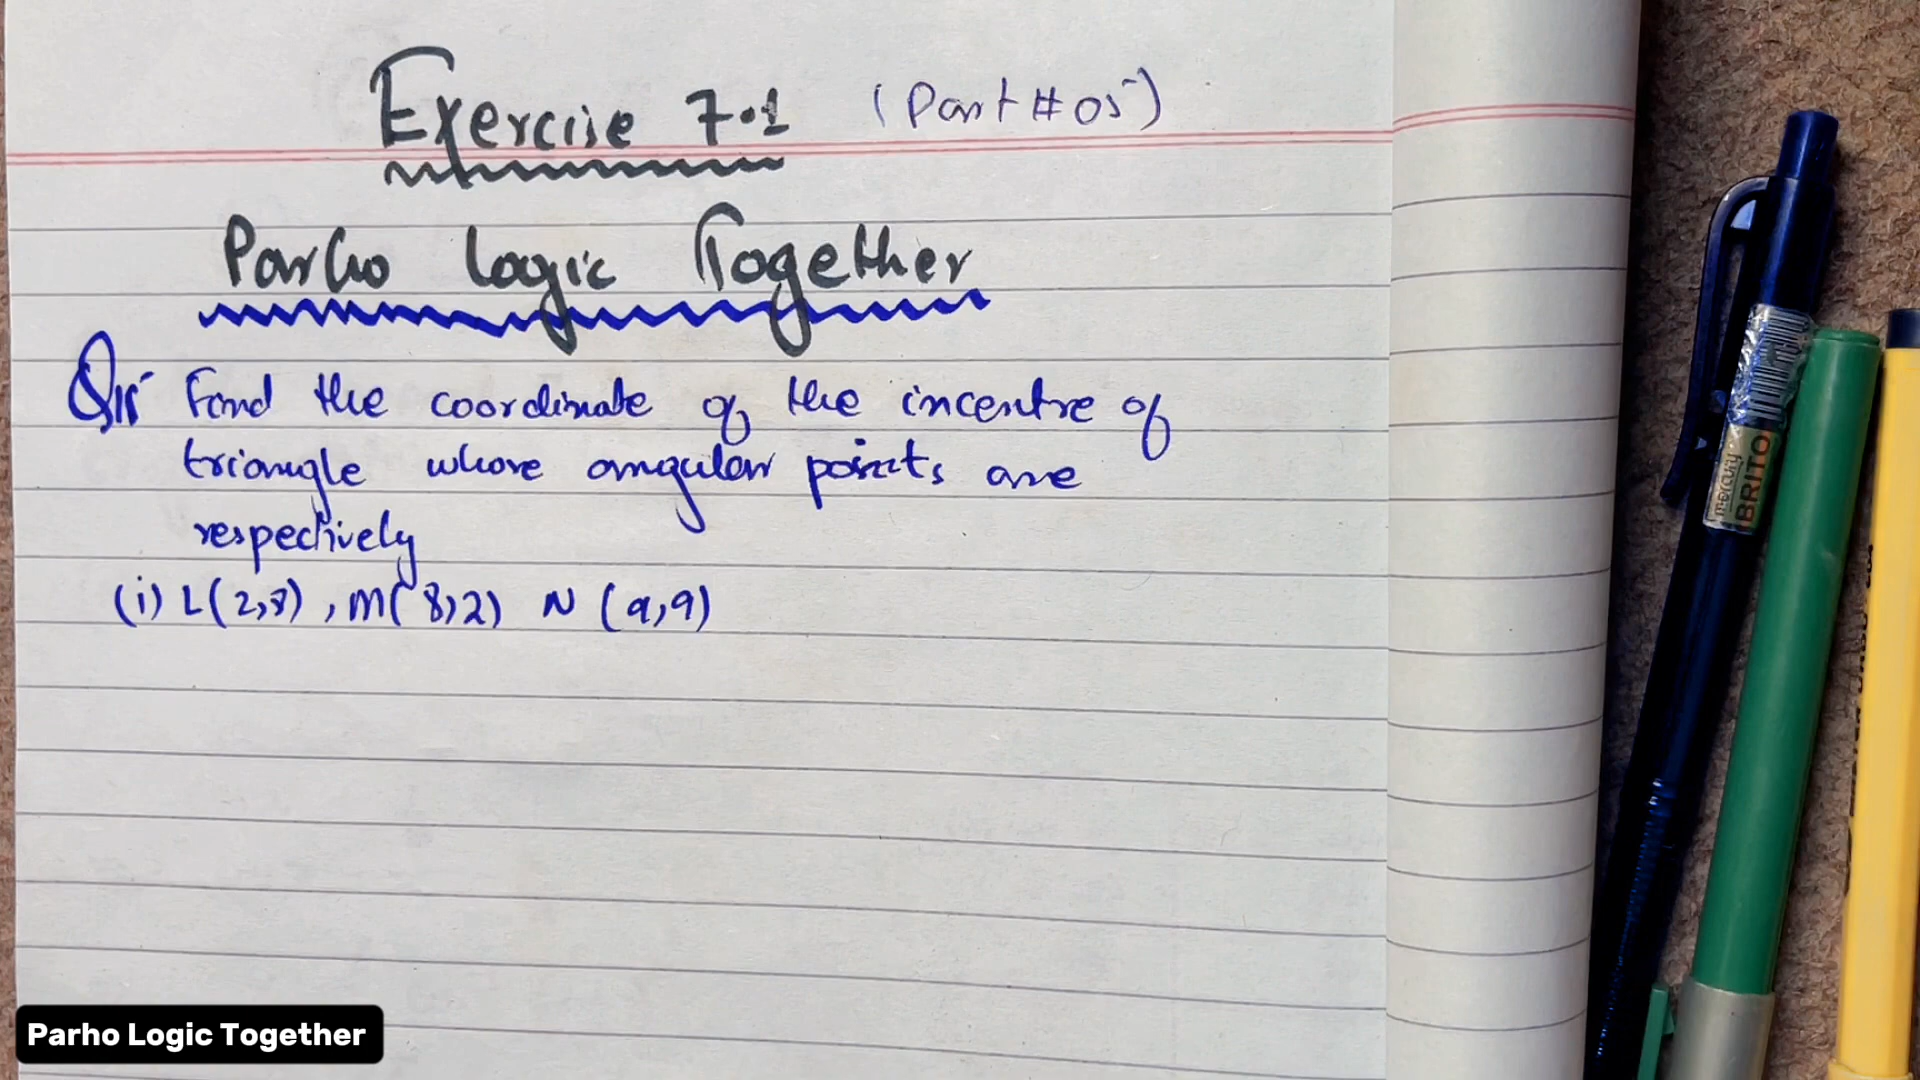 Exercise 7.1 (Part # 05)
Parho Logic Together
Q15 Find the coordinate of the incentre of
triangle whose angular points are
respectively
(i) L(2,8) , M(8,2) N (9,9)
mercury
BRITO
Parho Logic Together